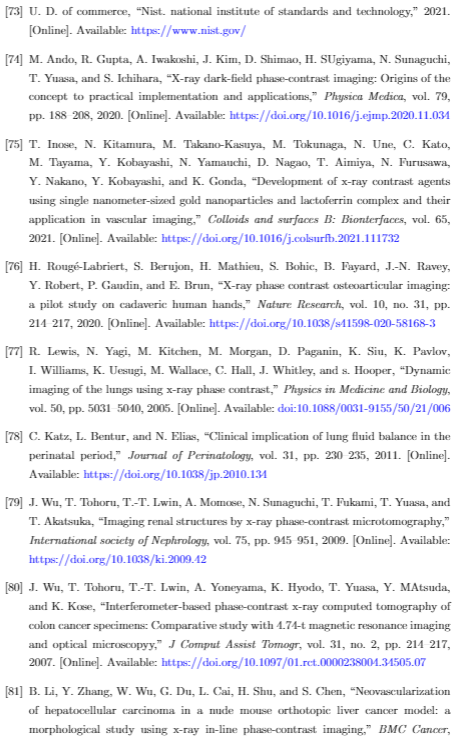 [73] U. D. of commerce, “Nist. national institute of standards and technology,” 2021.
[Online]. Available: https://www.nist.gov/
[74] M. Ando, R. Gupta, A. Iwakoshi, J. Kim, D. Shimao, H. SUgiyama, N. Sunaguchi,
T. Yuasa, and S. Ichihara, “X-ray dark-field phase-contrast imaging: Origins of the
concept to practical implementation and applications,” Physica Medica, vol. 79,
pp. 188–208, 2020. [Online]. Available: https://doi.org/10.1016/j.ejmp.2020.11.034
[75] T. Inose, N. Kitamura, M. Takano-Kasuya, M. Tokunaga, N. Une, C. Kato,
M. Tayama, Y. Kobayashi, N. Yamauchi, D. Nagao, T. Aimiya, N. Furusawa,
Y. Nakano, Y. Kobayashi, and K. Gonda, “Development of x-ray contrast agents
using single nanometer-sized gold nanparticles and lactoferrin complex and their
application in vascular imaging,” Colloids and surfaces B: Bionterfaces, vol. 65,
2021. [Online]. Available: https://doi.org/10.1016/j.colsurfb.2021.111732
[76] H. Rougé-Labriert, S. Berujon, H. Mathieu, S. Bohic, B. Fayard, J.-N. Ravey,
Y. Robert, P. Gaudin, and E. Brun, “X-ray phase contrast osteoarticular imaging:
a pilot study on cadaveric human hands,” Nature Research, vol. 10, no. 31, pp.
214–217, 2020. [Online]. Available: https://doi.org/10.1038/s41598-020-58168-3
[77] R. Lewis, N. Yagi, M. Kitchen, M. Morgan, D. Paganin, K. Siu, K. Pavlov,
I. Williams, K. Uesugi, M. Wallace, C. Hall, J. Whitley, and s. Hooper, “Dynamic
imaging of the lungs using x-ray phase contrast,” Physics in Medicine and Biology,
vol. 50, pp. 5031–5040, 2005. [Online]. Available: doi:10.1088/0031-9155/50/21/006
[78] C. Katz, L. Bentur, and N. Elias, “Clinical implication of lung fluid balance in the
perinatal period,” Journal of Perinatology, vol. 31, pp. 230–235, 2011. [Online].
Available: https://doi.org/10.1038/jp.2010.134
[79] J. Wu, T. Tohoru, T.-T. Lwin, A. Momose, N. Sunaguchi, T. Fukami, T. Yuasa, and
T. Akatsuka, “Imaging renal structures by x-ray phase-contrast microtomography,”
International society of Nephrology, vol. 75, pp. 945–951, 2009. [Online]. Available:
https://doi.org/10.1038/ki.2009.42
[80] J. Wu, T. Tohoru, T.-T. Lwin, A. Yoneyama, K. Hyodo, T. Yuasa, Y. MAtsuda,
and K. Kose, “Interferometer-based phase-contrast x-ray computed tomography of
colon cancer specimens: Comparative study with 4.74-t magnetic resonance imaging
and optical microscopyy,” J Comput Assist Tomogr, vol. 31, no. 2, pp. 214–217,
2007. [Online]. Available: https://doi.org/10.1097/01.rct.0000238004.34505.07
[81] B. Li, Y. Zhang, W. Wu, G. Du, L. Cai, H. Shu, and S. Chen, “Neovascularization
of hepatocellular carcinoma in a nude mouse orthotopic liver cancer model: a
morphological study using x-ray in-line phase-contrast imaging,” BMC Cancer,